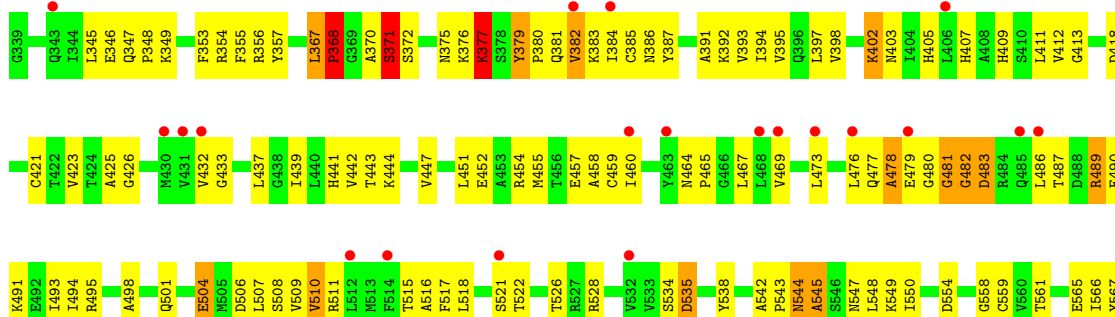 G339 Q343 I344 L345 E346 Q347 P348 K349 F353 R354 F355 R356 Y357 L367 P368 G369 A370 S371 S372 N375 K376 K377 S378 Y379 P380 Q381 V382 K383 I384 C385 N386 Y387 A391 K392 V393 I394 V395 Q396 L397 V398 K402 N403 I404 H405 L406 H407 A408 H409 S410 L411 V412 G413 D418
C421 T422 V423 T424 A425 G426 M430 V431 V432 G433 L437 G438 I439 L440 H441 V442 T443 K444 V447 L451 E452 A453 R454 M455 T456 E457 A458 C459 I460 Y463 N464 P465 G466 L467 L468 V469 L473 L476 Q477 A478 E479 G480 G481 G482 D483 R484 Q485 L486 T487 D488 R489 E490
K491 E492 I493 I494 R495 A498 Q501 E504 M505 D506 L507 S508 V509 V510 R511 L512 M513 F514 T515 A516 F517 L518 S521 T522 T526 R527 R528 V532 V533 S534 D535 Y538 A542 P543 N544 A545 S546 N547 L548 K549 I550 D554 G558 C559 V560 T561 E565 I566